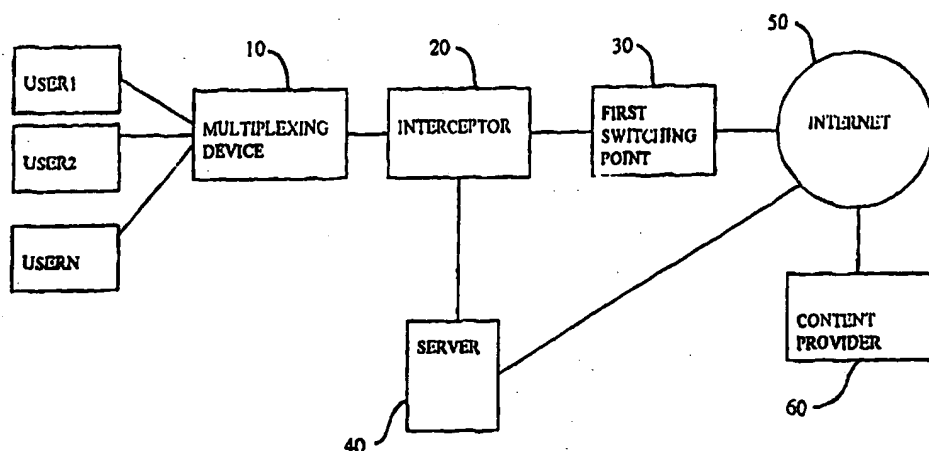 10
20
30
50
USER1
USER2
USERN
MULTIPLEXING
DEVICE
INTERCEPTOR
FIRST
SWITCHING
POINT
INTERNET
SERVER
40
CONTENT
PROVIDER
60